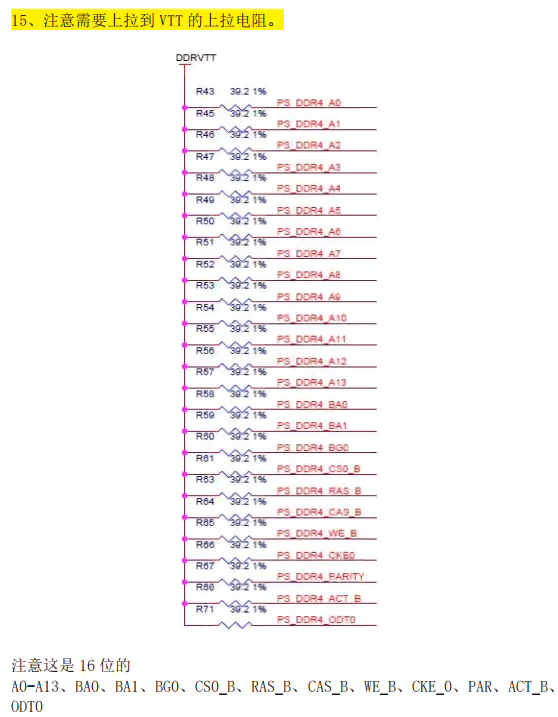 15、注意需要上拉到 VTT 的上拉电阻。
DDRVTT
R43 39.2 1% PS_DDR4_A0
R45 39.2 1% PS_DDR4_A1
R46 39.2 1% PS_DDR4_A2
R47 39.2 1% PS_DDR4_A3
R48 39.2 1% PS_DDR4_A4
R49 39.2 1% PS_DDR4_A5
R50 39.2 1% PS_DDR4_A6
R51 39.2 1% PS_DDR4_A7
R52 39.2 1% PS_DDR4_A8
R53 39.2 1% PS_DDR4_A9
R54 39.2 1% PS_DDR4_A10
R55 39.2 1% PS_DDR4_A11
R56 39.2 1% PS_DDR4_A12
R57 39.2 1% PS_DDR4_A13
R58 39.2 1% PS_DDR4_BA0
R59 39.2 1% PS_DDR4_BA1
R60 39.2 1% PS_DDR4_BG0
R61 39.2 1% PS_DDR4_CS0_B
R63 39.2 1% PS_DDR4_RAS_B
R64 39.2 1% PS_DDR4_CAS_B
R65 39.2 1% PS_DDR4_WE_B
R66 39.2 1% PS_DDR4_CKE0
R67 39.2 1% PS_DDR4_PARITY
R68 39.2 1% PS_DDR4_ACT_B
R71 39.2 1% PS_DDR4_ODT0
注意这是 16 位的
A0-A13、BA0、BA1、BG0、CS0_B、RAS_B、CAS_B、WE_B、CKE_0、PAR、ACT_B、
ODT0